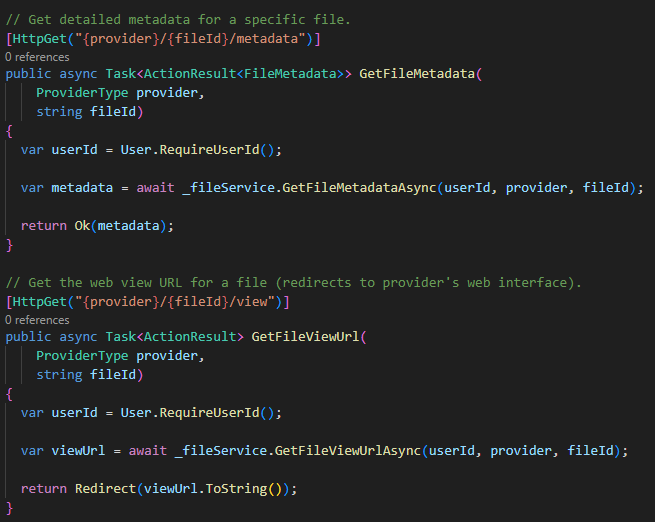 // Get detailed metadata for a specific file.
[HttpGet("{provider}/{fileId}/metadata")]
0 references
public async Task<ActionResult<FileMetadata>> GetFileMetadata(
    ProviderType provider,
    string fileId)
{
  var userId = User.RequireUserId();

  var metadata = await _fileService.GetFileMetadataAsync(userId, provider, fileId);

  return Ok(metadata);
}

// Get the web view URL for a file (redirects to provider's web interface).
[HttpGet("{provider}/{fileId}/view")]
0 references
public async Task<ActionResult> GetFileViewUrl(
    ProviderType provider,
    string fileId)
{
  var userId = User.RequireUserId();

  var viewUrl = await _fileService.GetFileViewUrlAsync(userId, provider, fileId);

  return Redirect(viewUrl.ToString());
}